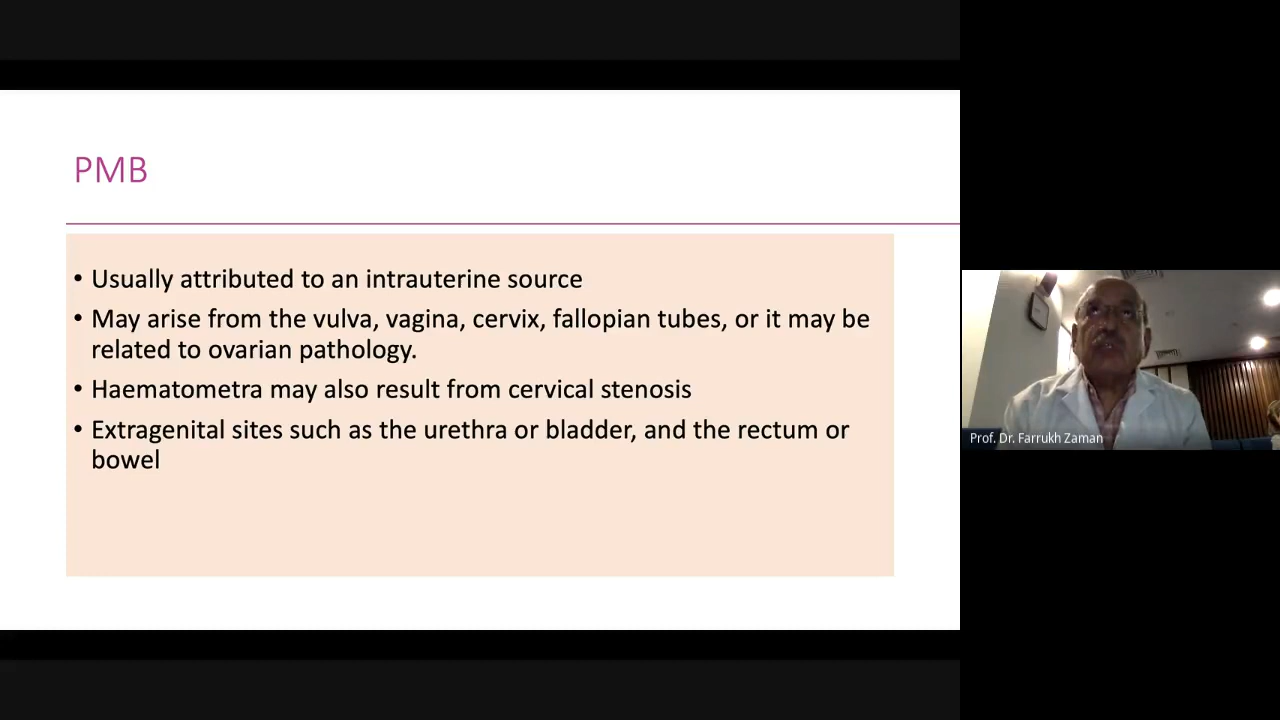 PMB
• Usually attributed to an intrauterine source
• May arise from the vulva, vagina, cervix, fallopian tubes, or it may be
related to ovarian pathology.
• Haematometra may also result from cervical stenosis
• Extragenital sites such as the urethra or bladder, and the rectum or
bowel
Prof. Dr. Farrukh Zaman